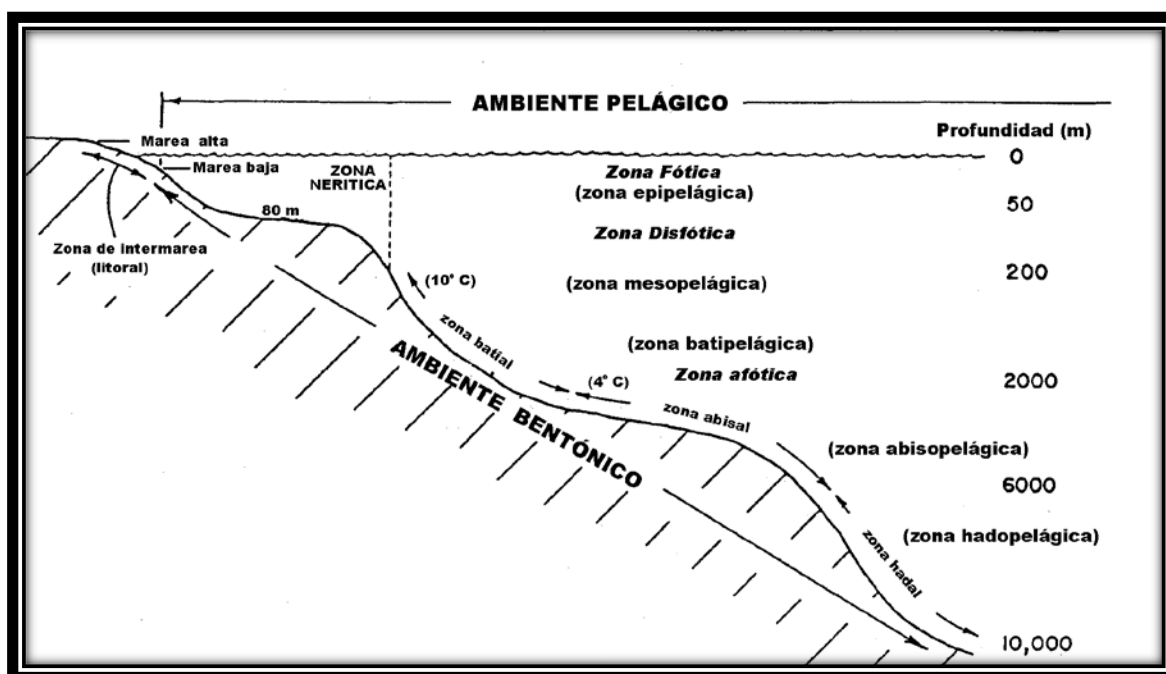 AMBIENTE PELÁGICO
Profundidad (m)
Marea alta
0
Marea baja
ZONA
NERITICA
Zona Fótica
(zona epipelágica)
50
80 m
Zona Disfótica
Zona de intermarea
(litoral)
200
(10° C)
(zona mesopelágica)
zona batial
(zona batipelágica)
AMBIENTE BENTÓNICO
(4° C)
Zona afótica
2000
zona abisal
(zona abisopelágica)
6000
(zona hadopelágica)
zona hadal
10,000